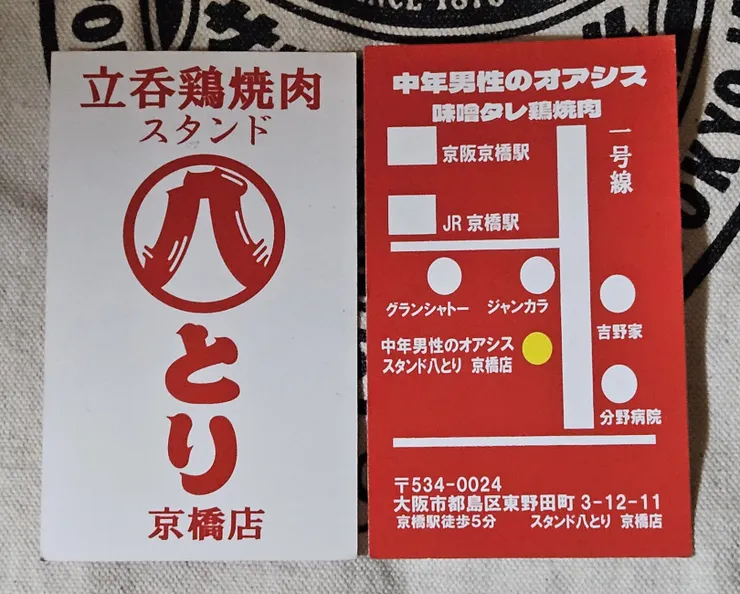 SINCE 1876
TOKYO
立呑鶏焼肉
スタンド
八
とり
京橋店
中年男性のオアシス
味噌タレ鶏焼肉
一号線
京阪京橋駅
JR 京橋駅
グランシャトー
ジャンカラ
吉野家
中年男性のオアシス
スタンド八とり 京橋店
分野病院
〒534-0024
大阪市都島区東野田町 3-12-11
京橋駅徒歩5分 スタンド八とり 京橋店